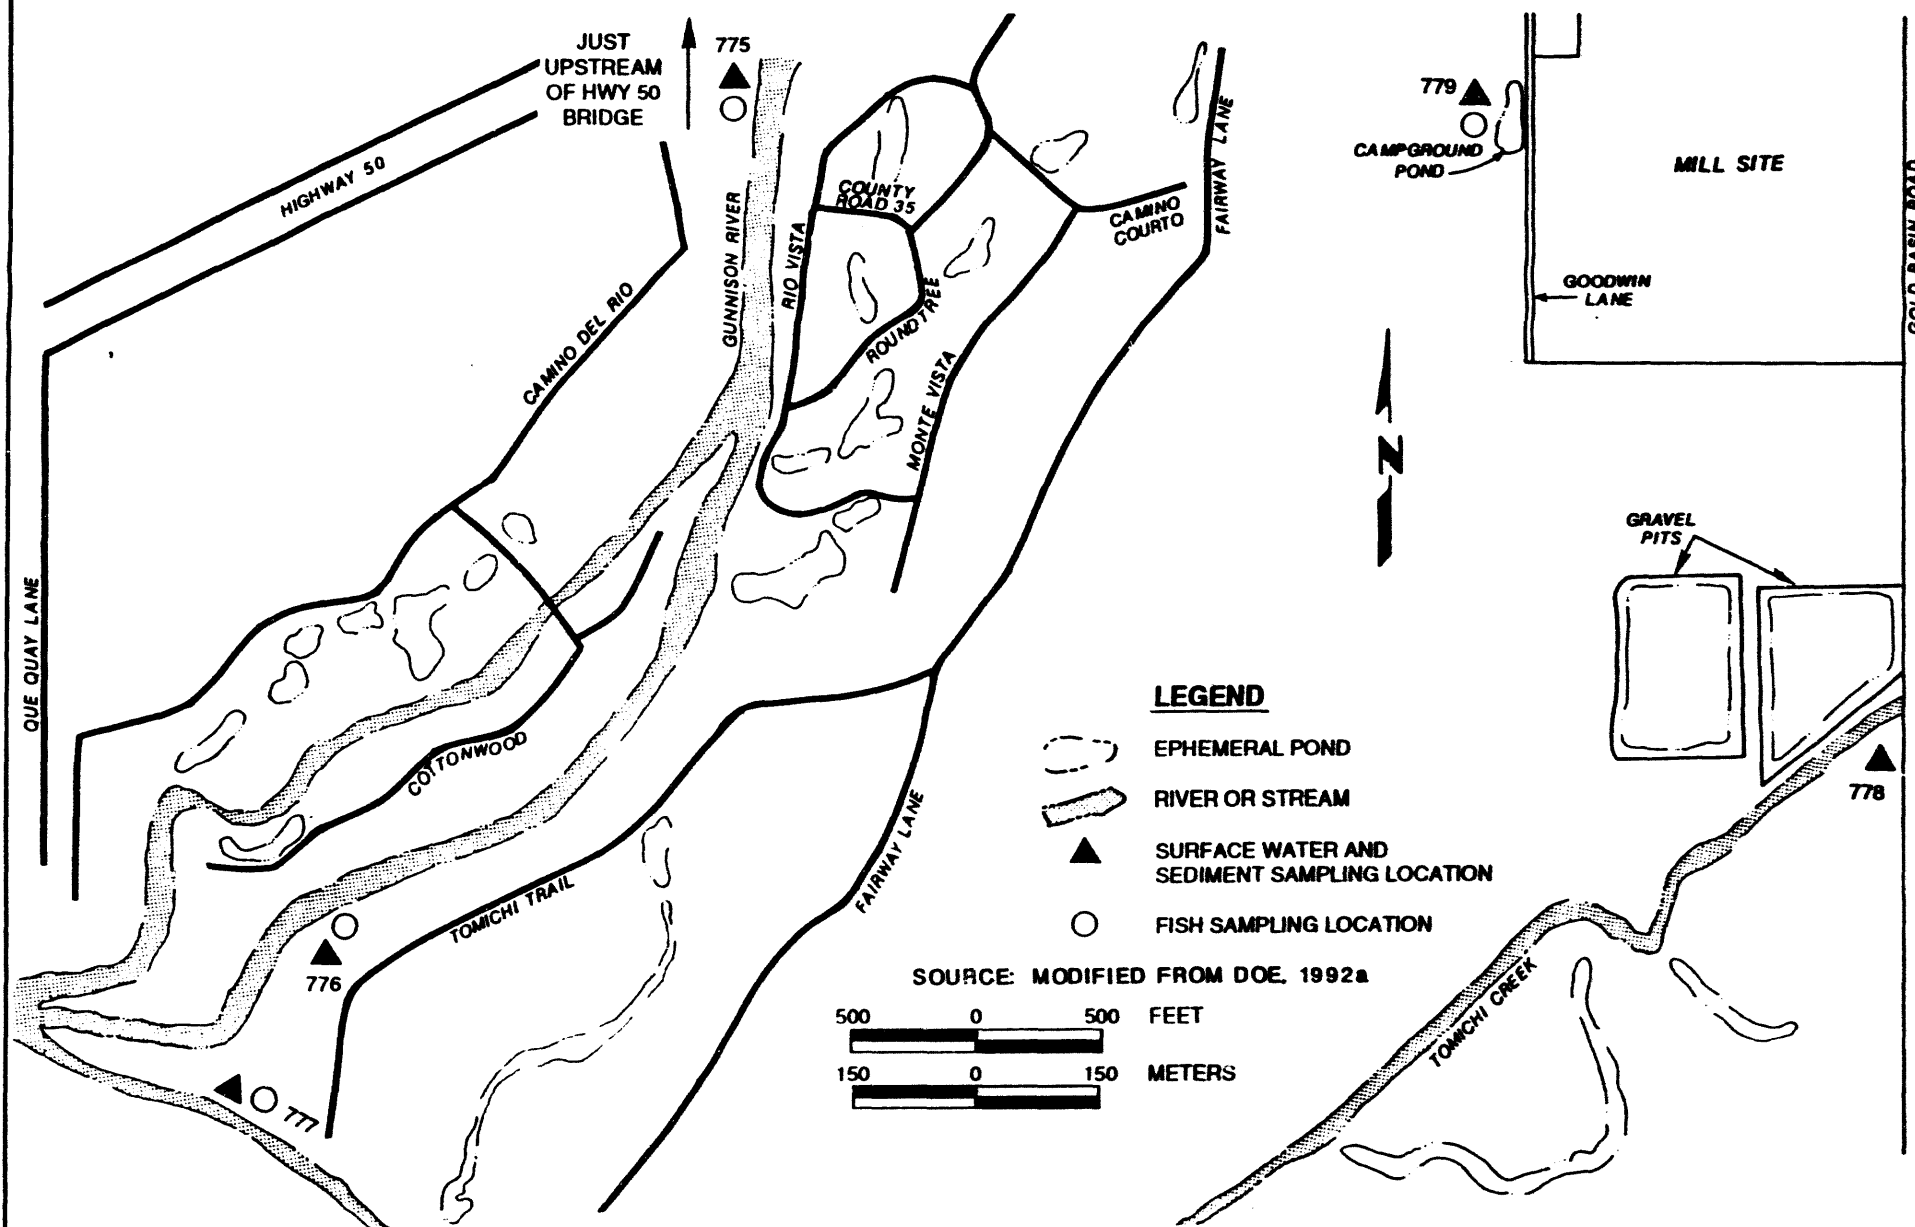 JUST
UPSTREAM
OF HWY 50
BRIDGE
775
HIGHWAY 50
GUNNISON RIVER
RIO VISTA
COUNTY
ROAD 35
CAMINO
COURTO
FAIRWAY LANE
779
CAMPGROUND
POND
MILL SITE
GOODWIN
LANE
GOLD BASIN ROAD
CAMINO DEL RIO
ROUNDTREE
MONTE VISTA
N
GRAVEL
PITS
QUE QUAY LANE
COTTONWOOD
TOMICHI TRAIL
FAIRWAY LANE
778
776
777
TOMICHI CREEK
LEGEND
EPHEMERAL POND
RIVER OR STREAM
SURFACE WATER AND
SEDIMENT SAMPLING LOCATION
FISH SAMPLING LOCATION
SOURCE: MODIFIED FROM DOE, 1992a
500 0 500 FEET
150 0 150 METERS